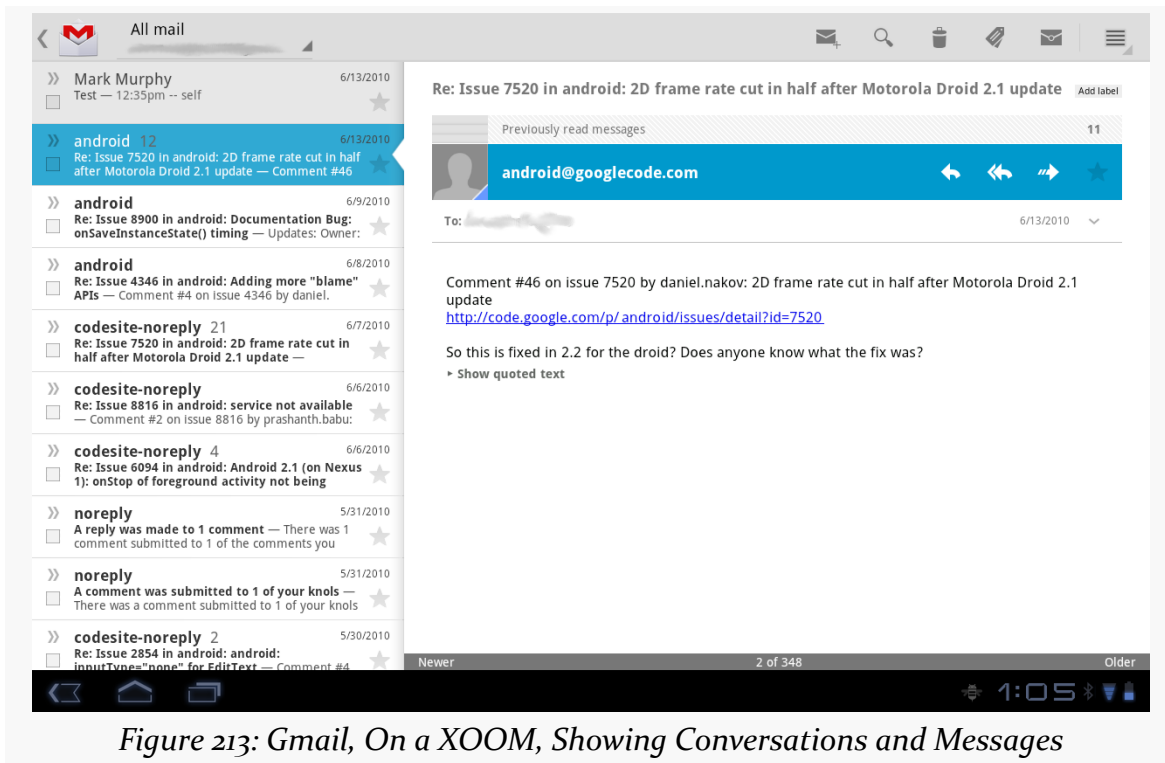 All mail
Mark Murphy 6/13/2010
Test — 12:35pm -- self
android 12 6/13/2010
Re: Issue 7520 in android: 2D frame rate cut in half
after Motorola Droid 2.1 update — Comment #46
android 6/9/2010
Re: Issue 8900 in android: Documentation Bug:
onSaveInstanceState() timing — Updates: Owner:
android 6/8/2010
Re: Issue 4346 in android: Adding more "blame"
APIs — Comment #4 on issue 4346 by daniel.
codesite-noreply 21 6/7/2010
Re: Issue 7520 in android: 2D frame rate cut in
half after Motorola Droid 2.1 update —
codesite-noreply 6/6/2010
Re: Issue 8816 in android: service not available
— Comment #2 on issue 8816 by prashanth.babu:
codesite-noreply 4 6/6/2010
Re: Issue 6094 in android: Android 2.1 (on Nexus
1): onStop of foreground activity not being
noreply 5/31/2010
A reply was made to 1 comment — There was 1
comment submitted to 1 of the comments you
noreply 5/31/2010
A comment was submitted to 1 of your knols —
There was a comment submitted to 1 of your knols
codesite-noreply 2 5/30/2010
Re: Issue 2854 in android: android:
inputType="none" for EditText — Comment #4
Re: Issue 7520 in android: 2D frame rate cut in half after Motorola Droid 2.1 update Add label
Previously read messages 11
android@googlecode.com
To: 6/13/2010
Comment #46 on issue 7520 by daniel.nakov: 2D frame rate cut in half after Motorola Droid 2.1
update
http://code.google.com/p/android/issues/detail?id=7520
So this is fixed in 2.2 for the droid? Does anyone know what the fix was?
Show quoted text
Newer 2 of 348 Older
1:05
Figure 213: Gmail, On a XOOM, Showing Conversations and Messages